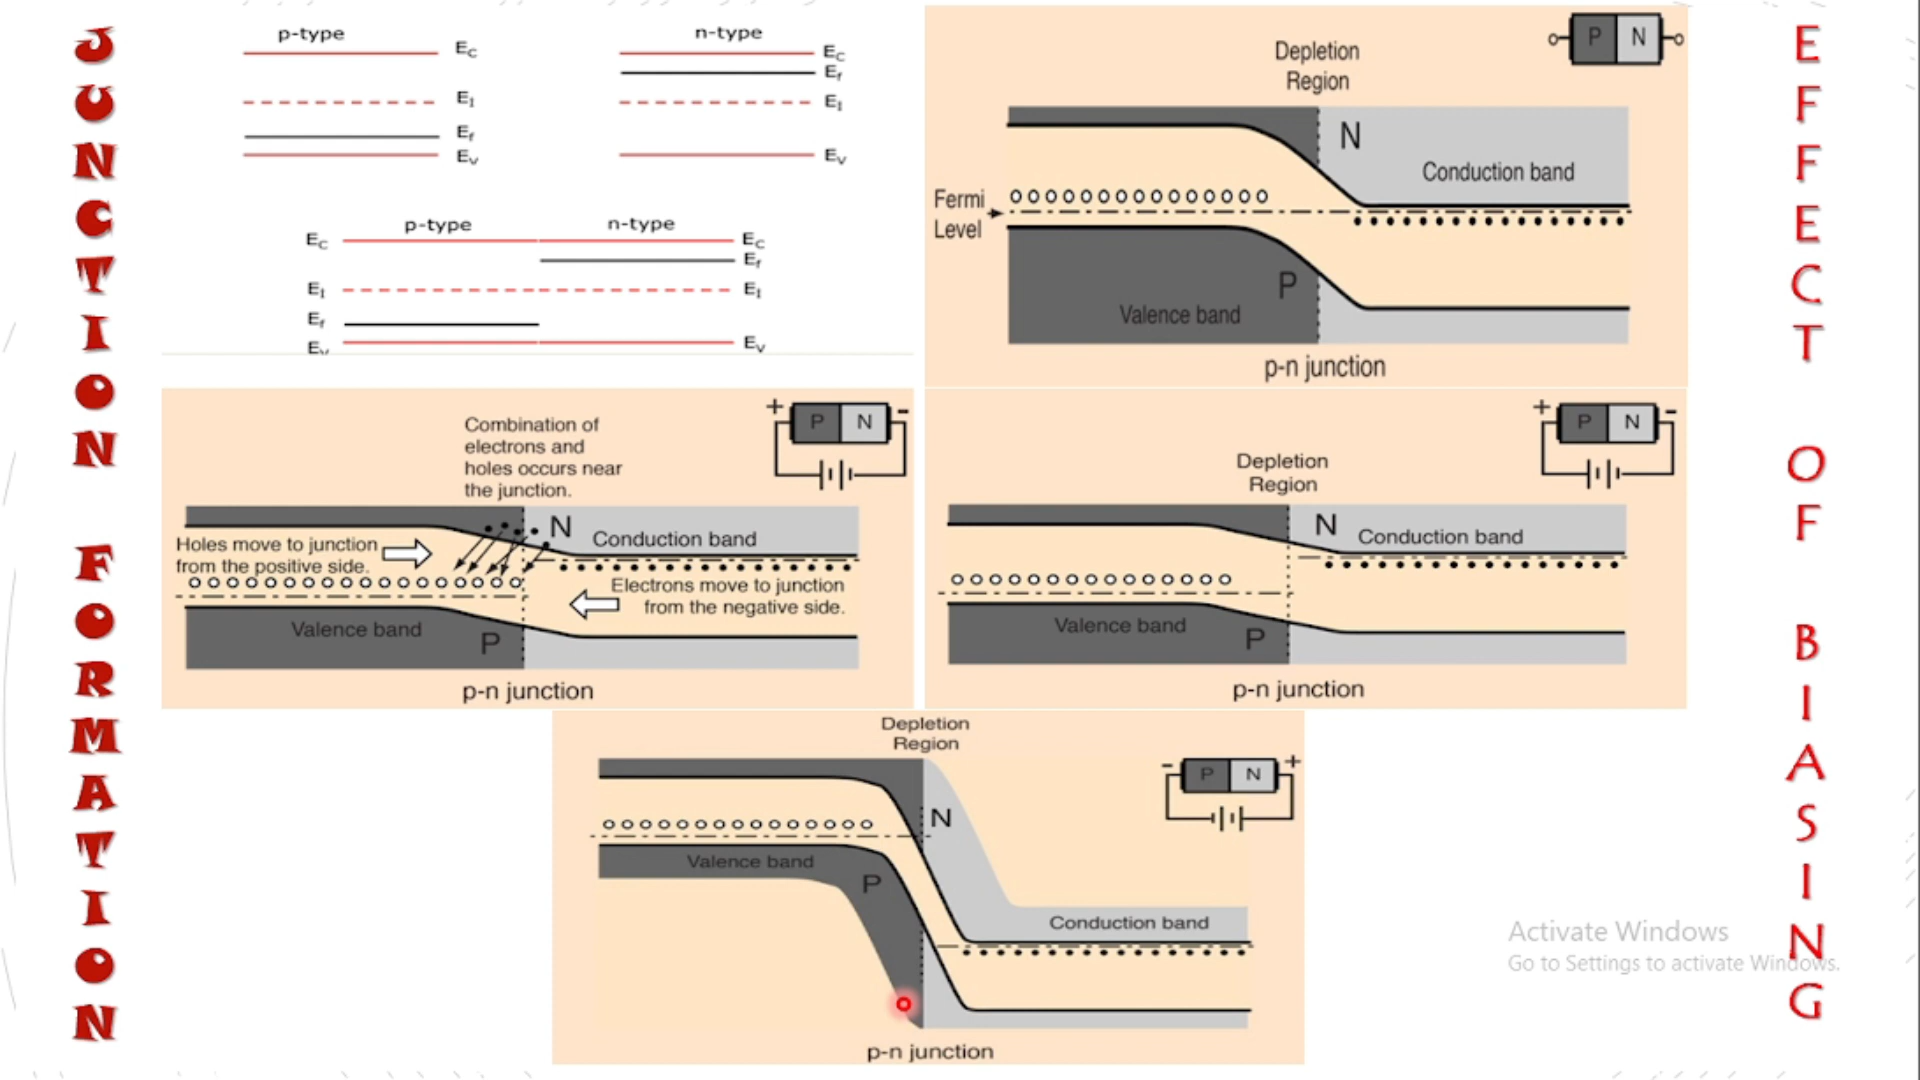 JUNCTION FORMATION
p-type
EC
EI
Ef
EV
n-type
EC
Ef
EI
EV
p-type n-type
EC EC
Ef
EI EI
Ef
EV EV
Depletion
Region
P N
N
Conduction band
Fermi
Level
P
Valence band
p-n junction
Combination of
electrons and
holes occurs near
the junction.
+ P N -
N
Conduction band
Holes move to junction
from the positive side.
Electrons move to junction
from the negative side.
Valence band
P
p-n junction
Depletion
Region
+ P N -
N
Conduction band
Valence band
P
p-n junction
Depletion
Region
- P N +
N
Valence band
P
Conduction band
p-n junction
EFFECT OF BIASING
Activate Windows
Go to Settings to activate Windows.